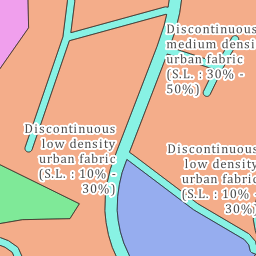 Discontinuous
medium densi
urban fabric
(S.L. : 30% -
50%)
Discontinuous
low density
urban fabric
(S.L. : 10% -
30%)
Discontinuous
low density
urban fabric
(S.L. : 10% -
30%)